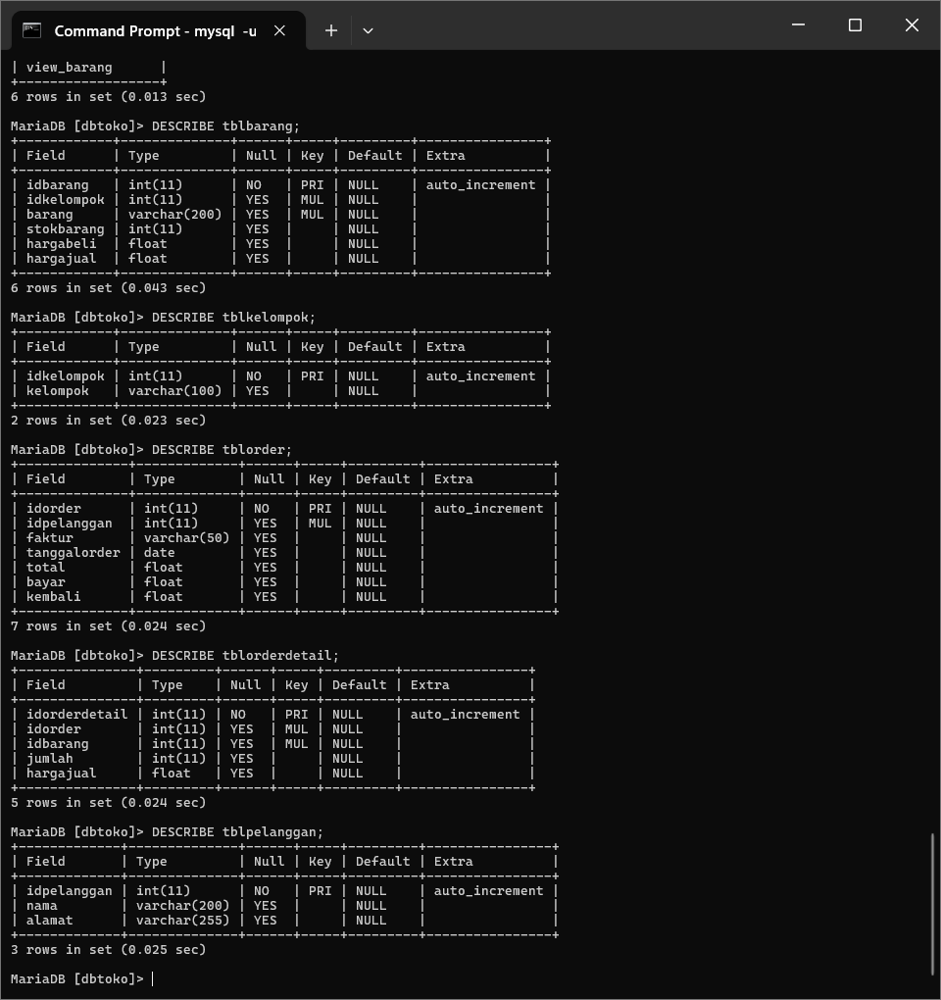 Command Prompt - mysql  -u
| view_barang      |
+------------------+
6 rows in set (0.013 sec)
MariaDB [dbtoko]> DESCRIBE tblbarang;
+------------+--------------+------+-----+---------+----------------+
| Field      | Type         | Null | Key | Default | Extra          |
+------------+--------------+------+-----+---------+----------------+
| idbarang   | int(11)      | NO   | PRI | NULL    | auto_increment |
| idkelompok | int(11)      | YES  | MUL | NULL    |                |
| barang     | varchar(200) | YES  | MUL | NULL    |                |
| stokbarang | int(11)      | YES  |     | NULL    |                |
| hargabeli  | float        | YES  |     | NULL    |                |
| hargajual  | float        | YES  |     | NULL    |                |
+------------+--------------+------+-----+---------+----------------+
6 rows in set (0.043 sec)
MariaDB [dbtoko]> DESCRIBE tblkelompok;
+------------+--------------+------+-----+---------+----------------+
| Field      | Type         | Null | Key | Default | Extra          |
+------------+--------------+------+-----+---------+----------------+
| idkelompok | int(11)      | NO   | PRI | NULL    | auto_increment |
| kelompok   | varchar(100) | YES  |     | NULL    |                |
+------------+--------------+------+-----+---------+----------------+
2 rows in set (0.023 sec)
MariaDB [dbtoko]> DESCRIBE tblorder;
+--------------+-------------+------+-----+---------+----------------+
| Field        | Type        | Null | Key | Default | Extra          |
+--------------+-------------+------+-----+---------+----------------+
| idorder      | int(11)     | NO   | PRI | NULL    | auto_increment |
| idpelanggan  | int(11)     | YES  | MUL | NULL    |                |
| faktur       | varchar(50) | YES  |     | NULL    |                |
| tanggalorder | date        | YES  |     | NULL    |                |
| total        | float       | YES  |     | NULL    |                |
| bayar        | float       | YES  |     | NULL    |                |
| kembali      | float       | YES  |     | NULL    |                |
+--------------+-------------+------+-----+---------+----------------+
7 rows in set (0.024 sec)
MariaDB [dbtoko]> DESCRIBE tblorderdetail;
+---------------+---------+------+-----+---------+----------------+
| Field         | Type    | Null | Key | Default | Extra          |
+---------------+---------+------+-----+---------+----------------+
| idorderdetail | int(11) | NO   | PRI | NULL    | auto_increment |
| idorder       | int(11) | YES  | MUL | NULL    |                |
| idbarang      | int(11) | YES  | MUL | NULL    |                |
| jumlah        | int(11) | YES  |     | NULL    |                |
| hargajual     | float   | YES  |     | NULL    |                |
+---------------+---------+------+-----+---------+----------------+
5 rows in set (0.024 sec)
MariaDB [dbtoko]> DESCRIBE tblpelanggan;
+-------------+--------------+------+-----+---------+----------------+
| Field       | Type         | Null | Key | Default | Extra          |
+-------------+--------------+------+-----+---------+----------------+
| idpelanggan | int(11)      | NO   | PRI | NULL    | auto_increment |
| nama        | varchar(200) | YES  |     | NULL    |                |
| alamat      | varchar(255) | YES  |     | NULL    |                |
+-------------+--------------+------+-----+---------+----------------+
3 rows in set (0.025 sec)
MariaDB [dbtoko]>